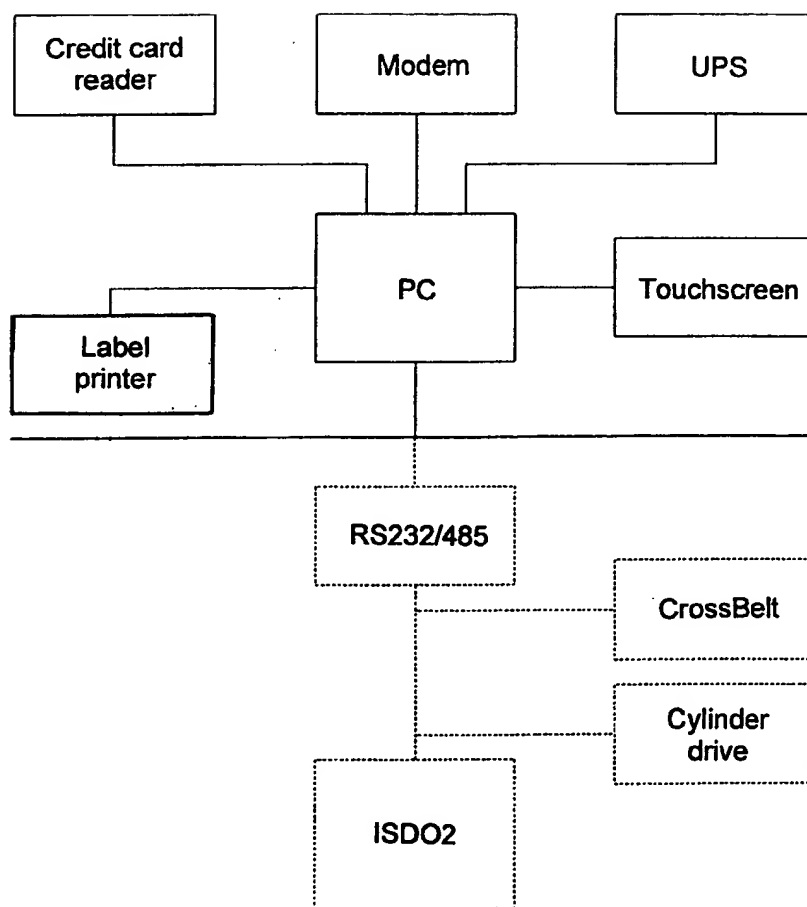 Credit card
reader
Modem
UPS
PC
Touchscreen
Label
printer
RS232/485
CrossBelt
Cylinder
drive
ISDO2